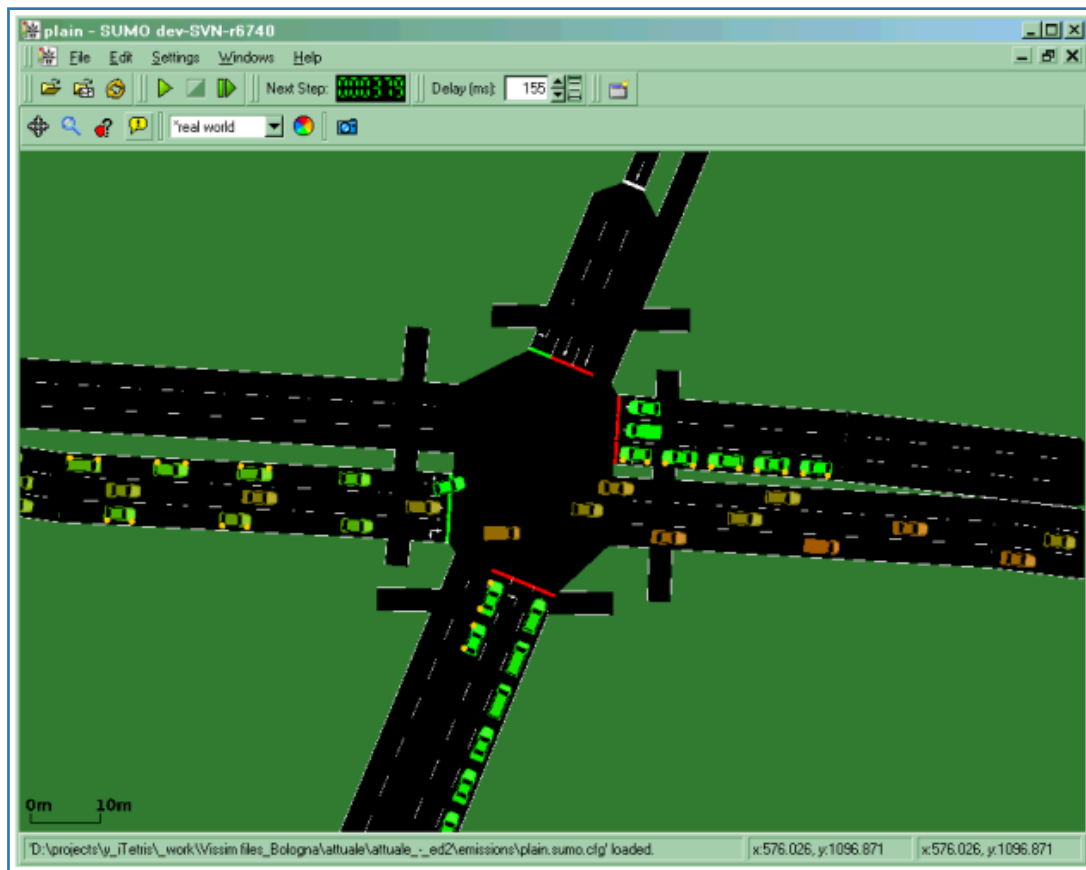 plain - SUMO dev-SVN-r6740
File Edit Settings Windows Help
Next Step: 000379 Delay (ms): 155
*real world
0m 10m
'D:\projects\y_iTetris\_work\Vissim files_Bologna\attuale\attuale_-_ed2\emissions\plain.sumo.cfg' loaded. x:576.026, y:1096.871 x:576.026, y:1096.871